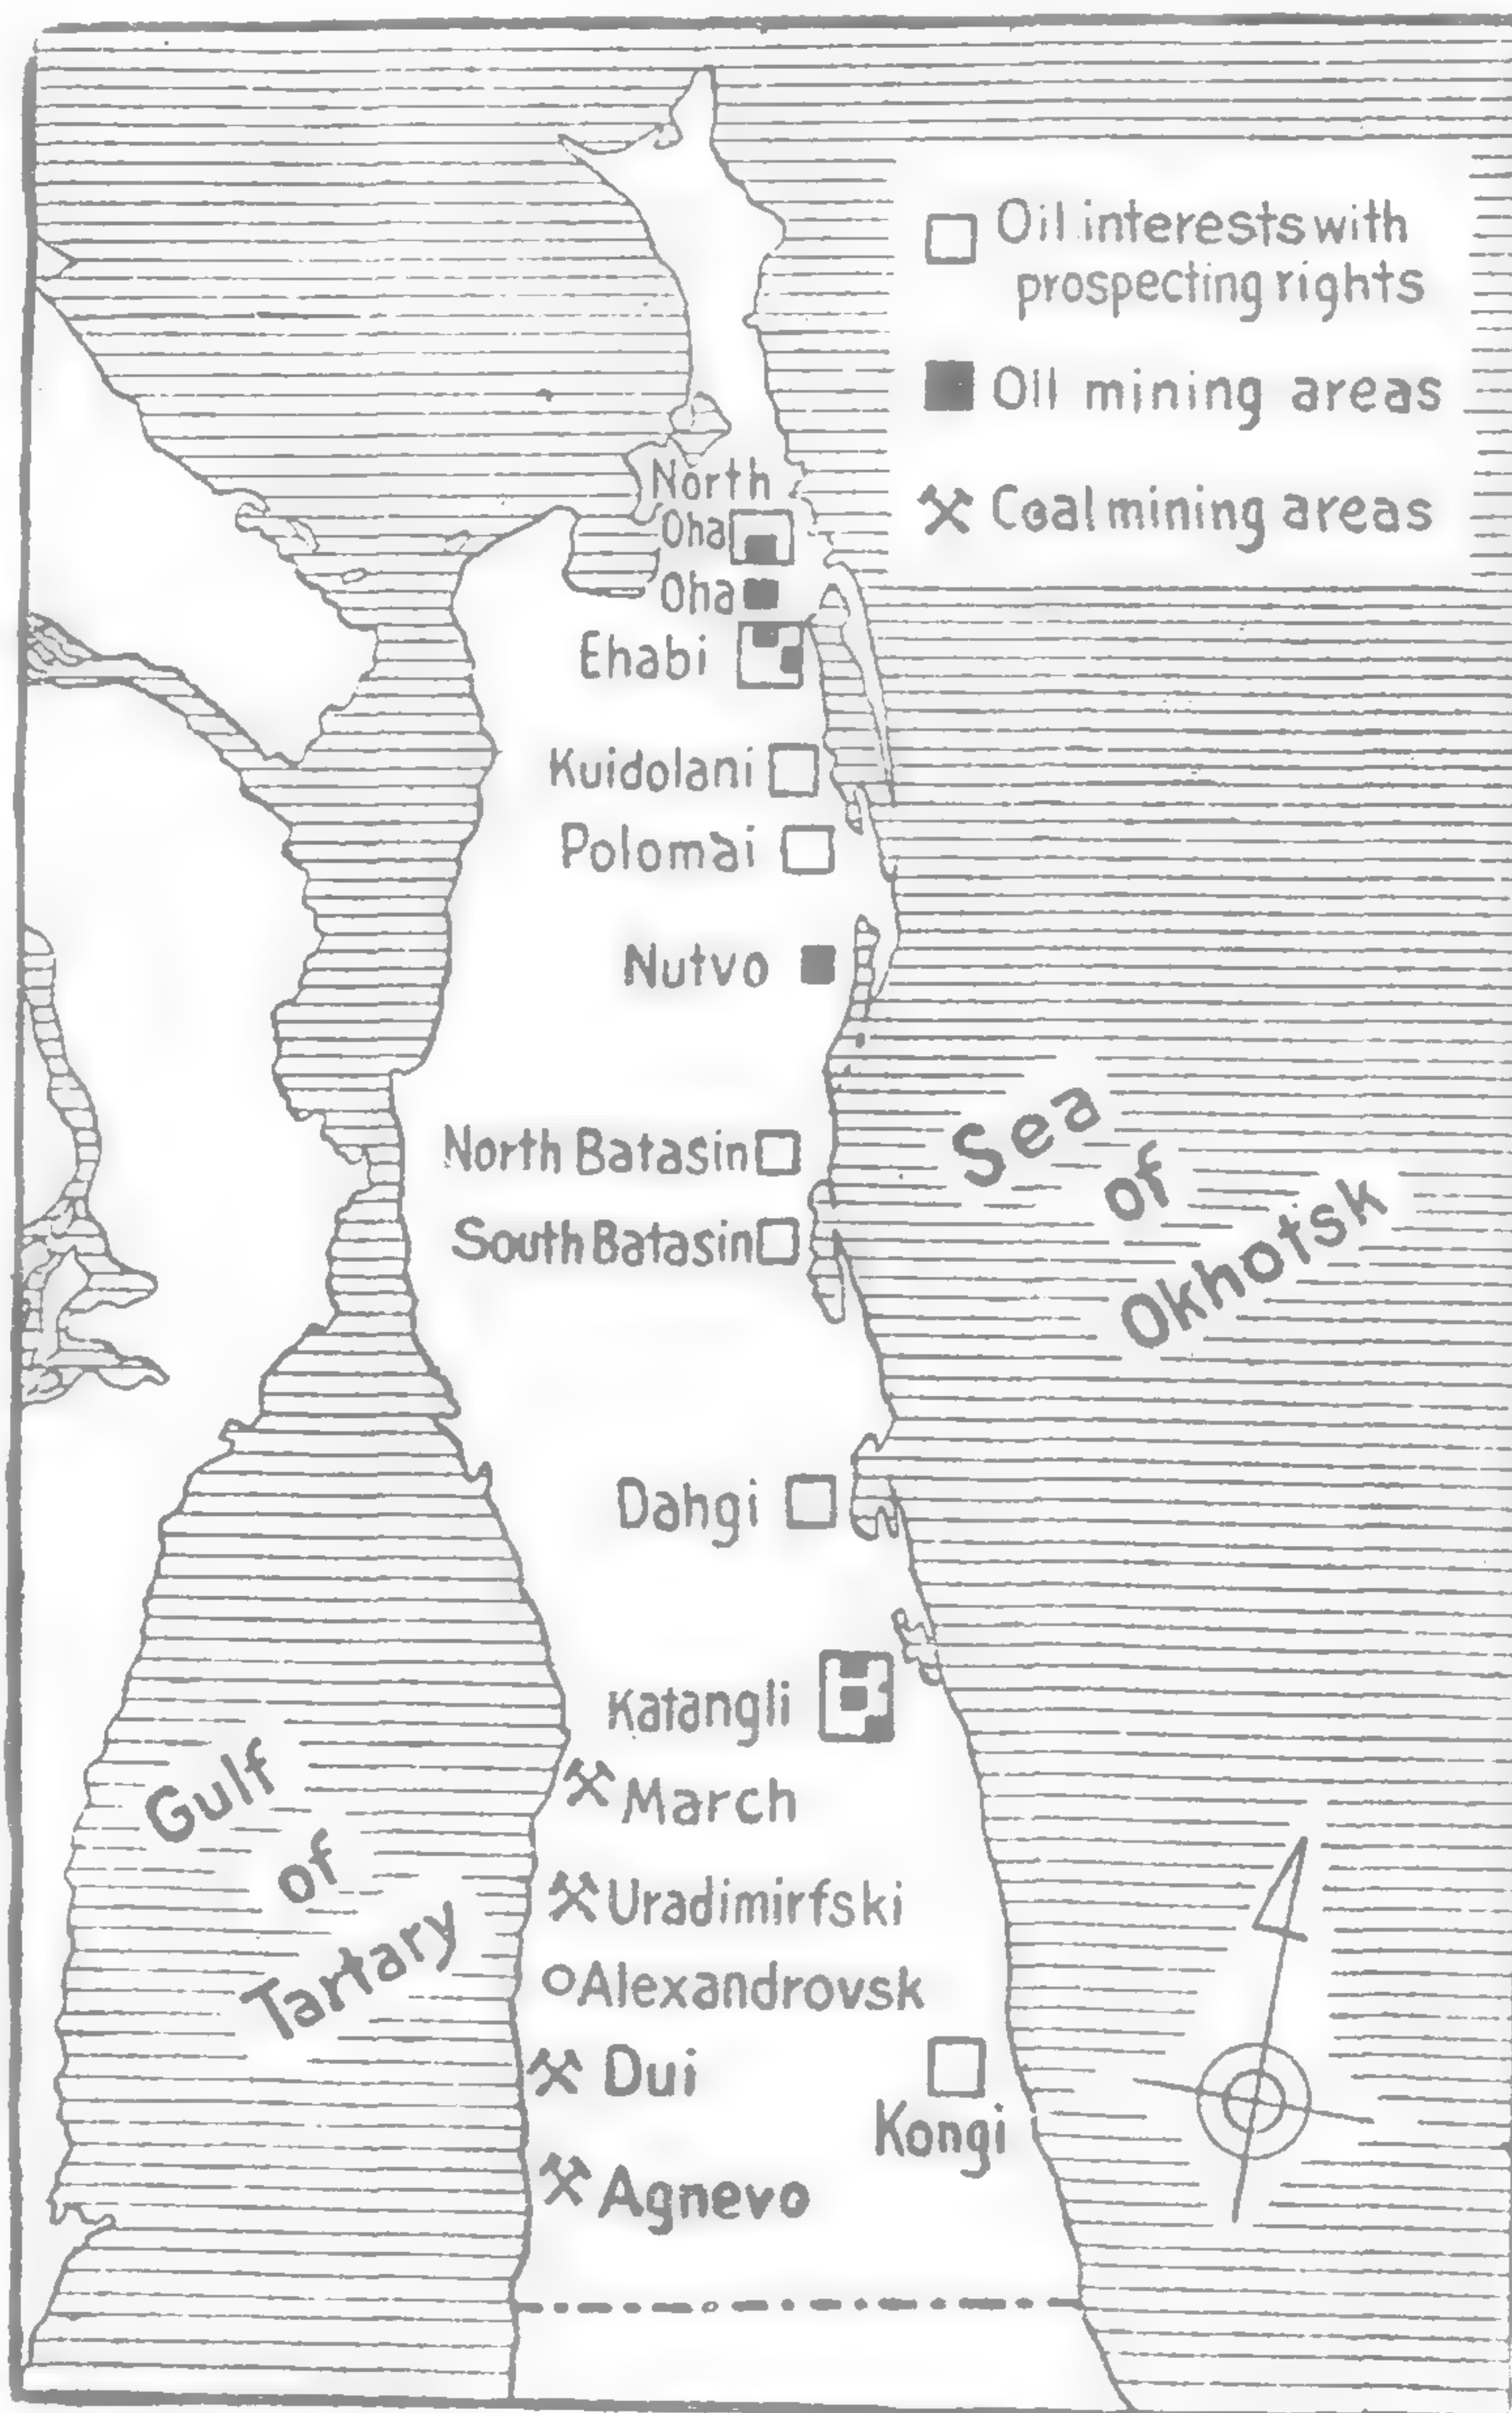 Oil interests with
prospecting rights
Oil mining areas
Coal mining areas
North
Oha
Oha
Ehabi
Kuidolani
Polomai
Nutvo
North Batasin
South Batasin
Sea
of
Okhotsk
Dahgi
Katangli
March
Gulf
of
Tartary
Uradimirfski
Alexandrovsk
Dui
Kongi
Agnevo